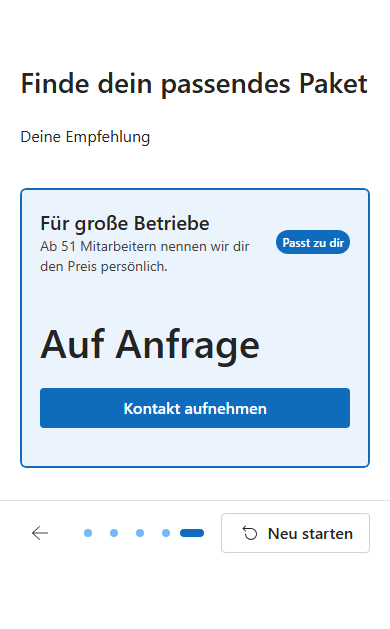 Finde dein passendes Paket
Deine Empfehlung
Für große Betriebe
Ab 51 Mitarbeitern nennen wir dir
den Preis persönlich.
Passt zu dir
Auf Anfrage
Kontakt aufnehmen
Neu starten